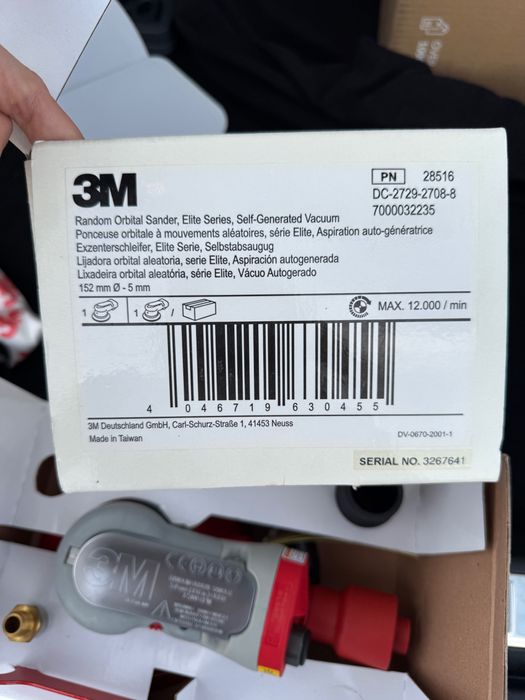 3M
PN 28516
DC-2729-2708-8
7000032235
Random Orbital Sander, Elite Series, Self-Generated Vacuum
Ponceuse orbitale à mouvements aléatoires, série Elite, Aspiration auto-génératrice
Exzenterschleifer, Elite Serie, Selbstabsaugug
Lijadora orbital aleatoria, serie Elite, Aspiración autogenerada
Lixadeira orbital aleatória, série Elite, Vácuo Autogerado
152 mm Ø - 5 mm
1 1 / MAX. 12.000 / min
4 046719 630455
3M Deutschland GmbH, Carl-Schurz-Straße 1, 41453 Neuss
Made in Taiwan
DV-0670-2001-1
SERIAL NO. 3267641
3M